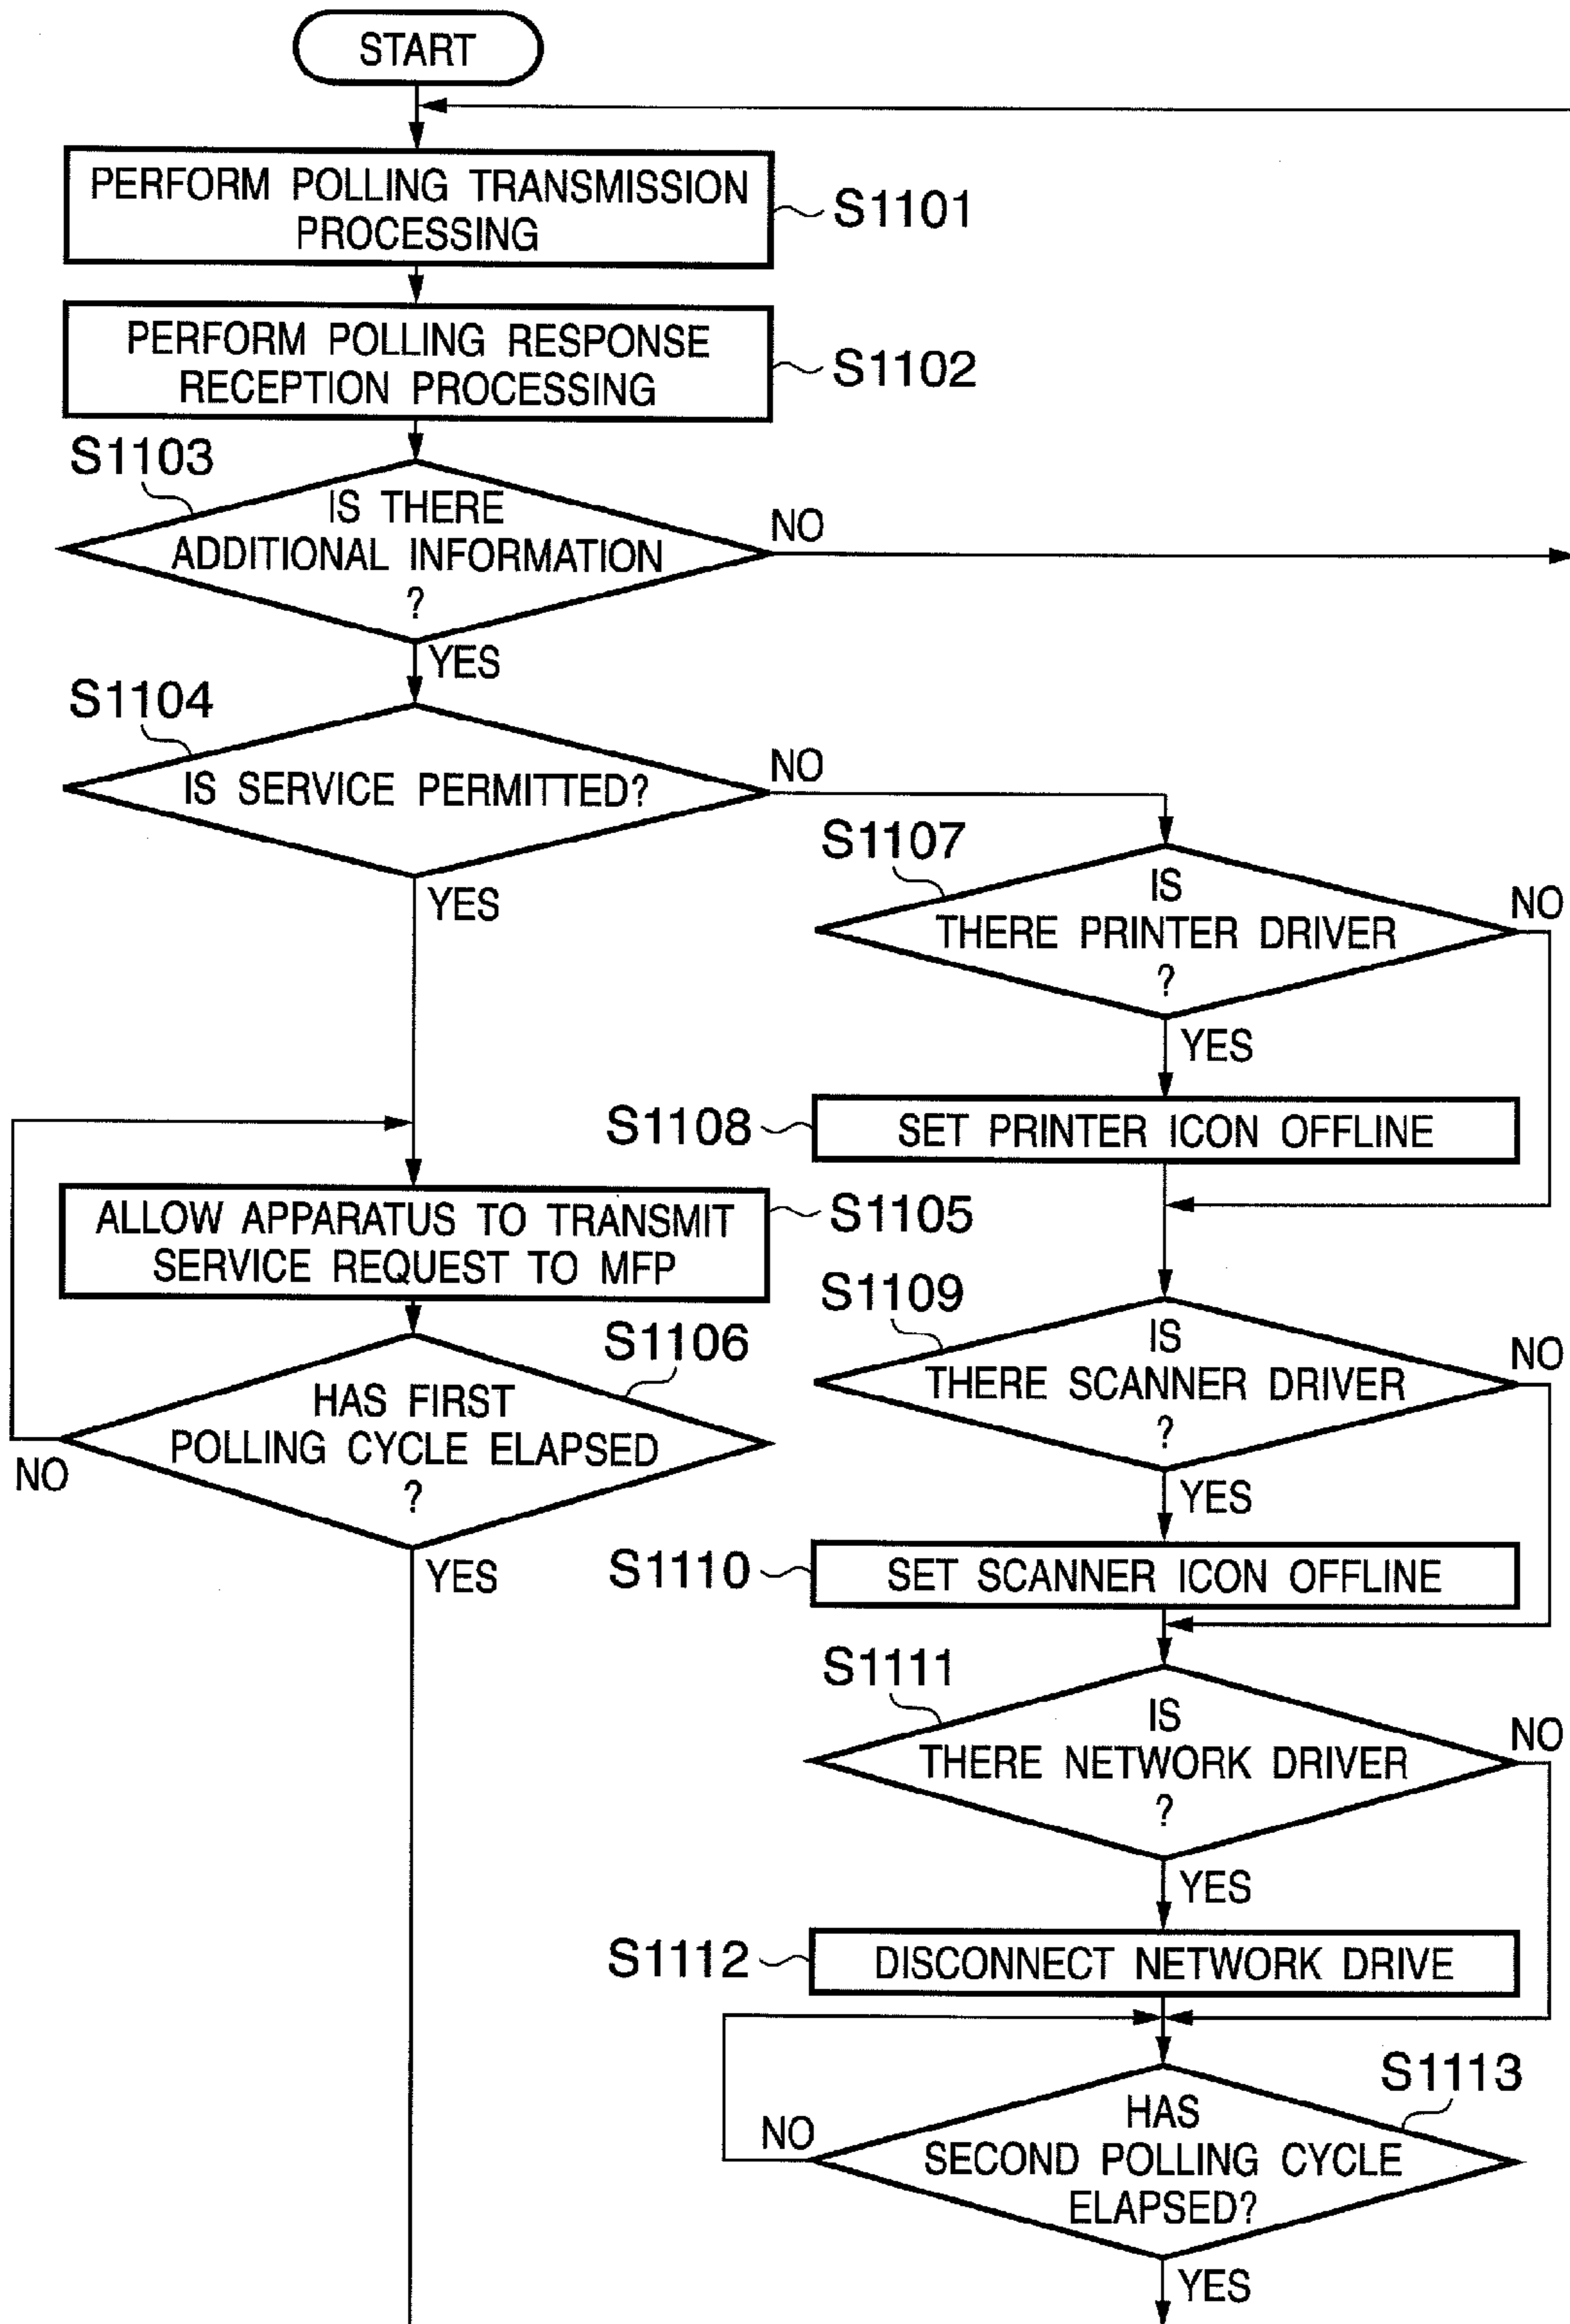 START
PERFORM POLLING TRANSMISSION
PROCESSING
S1101
PERFORM POLLING RESPONSE
RECEPTION PROCESSING
S1102
S1103
IS THERE
ADDITIONAL INFORMATION
?
NO
YES
S1104
IS SERVICE PERMITTED?
NO
YES
S1107
IS
THERE PRINTER DRIVER
?
NO
YES
S1108
SET PRINTER ICON OFFLINE
ALLOW APPARATUS TO TRANSMIT
SERVICE REQUEST TO MFP
S1105
S1106
HAS FIRST
POLLING CYCLE ELAPSED
?
NO
YES
S1109
IS
THERE SCANNER DRIVER
?
NO
YES
S1110
SET SCANNER ICON OFFLINE
S1111
IS
THERE NETWORK DRIVER
?
NO
YES
S1112
DISCONNECT NETWORK DRIVE
S1113
HAS
SECOND POLLING CYCLE
ELAPSED?
NO
YES